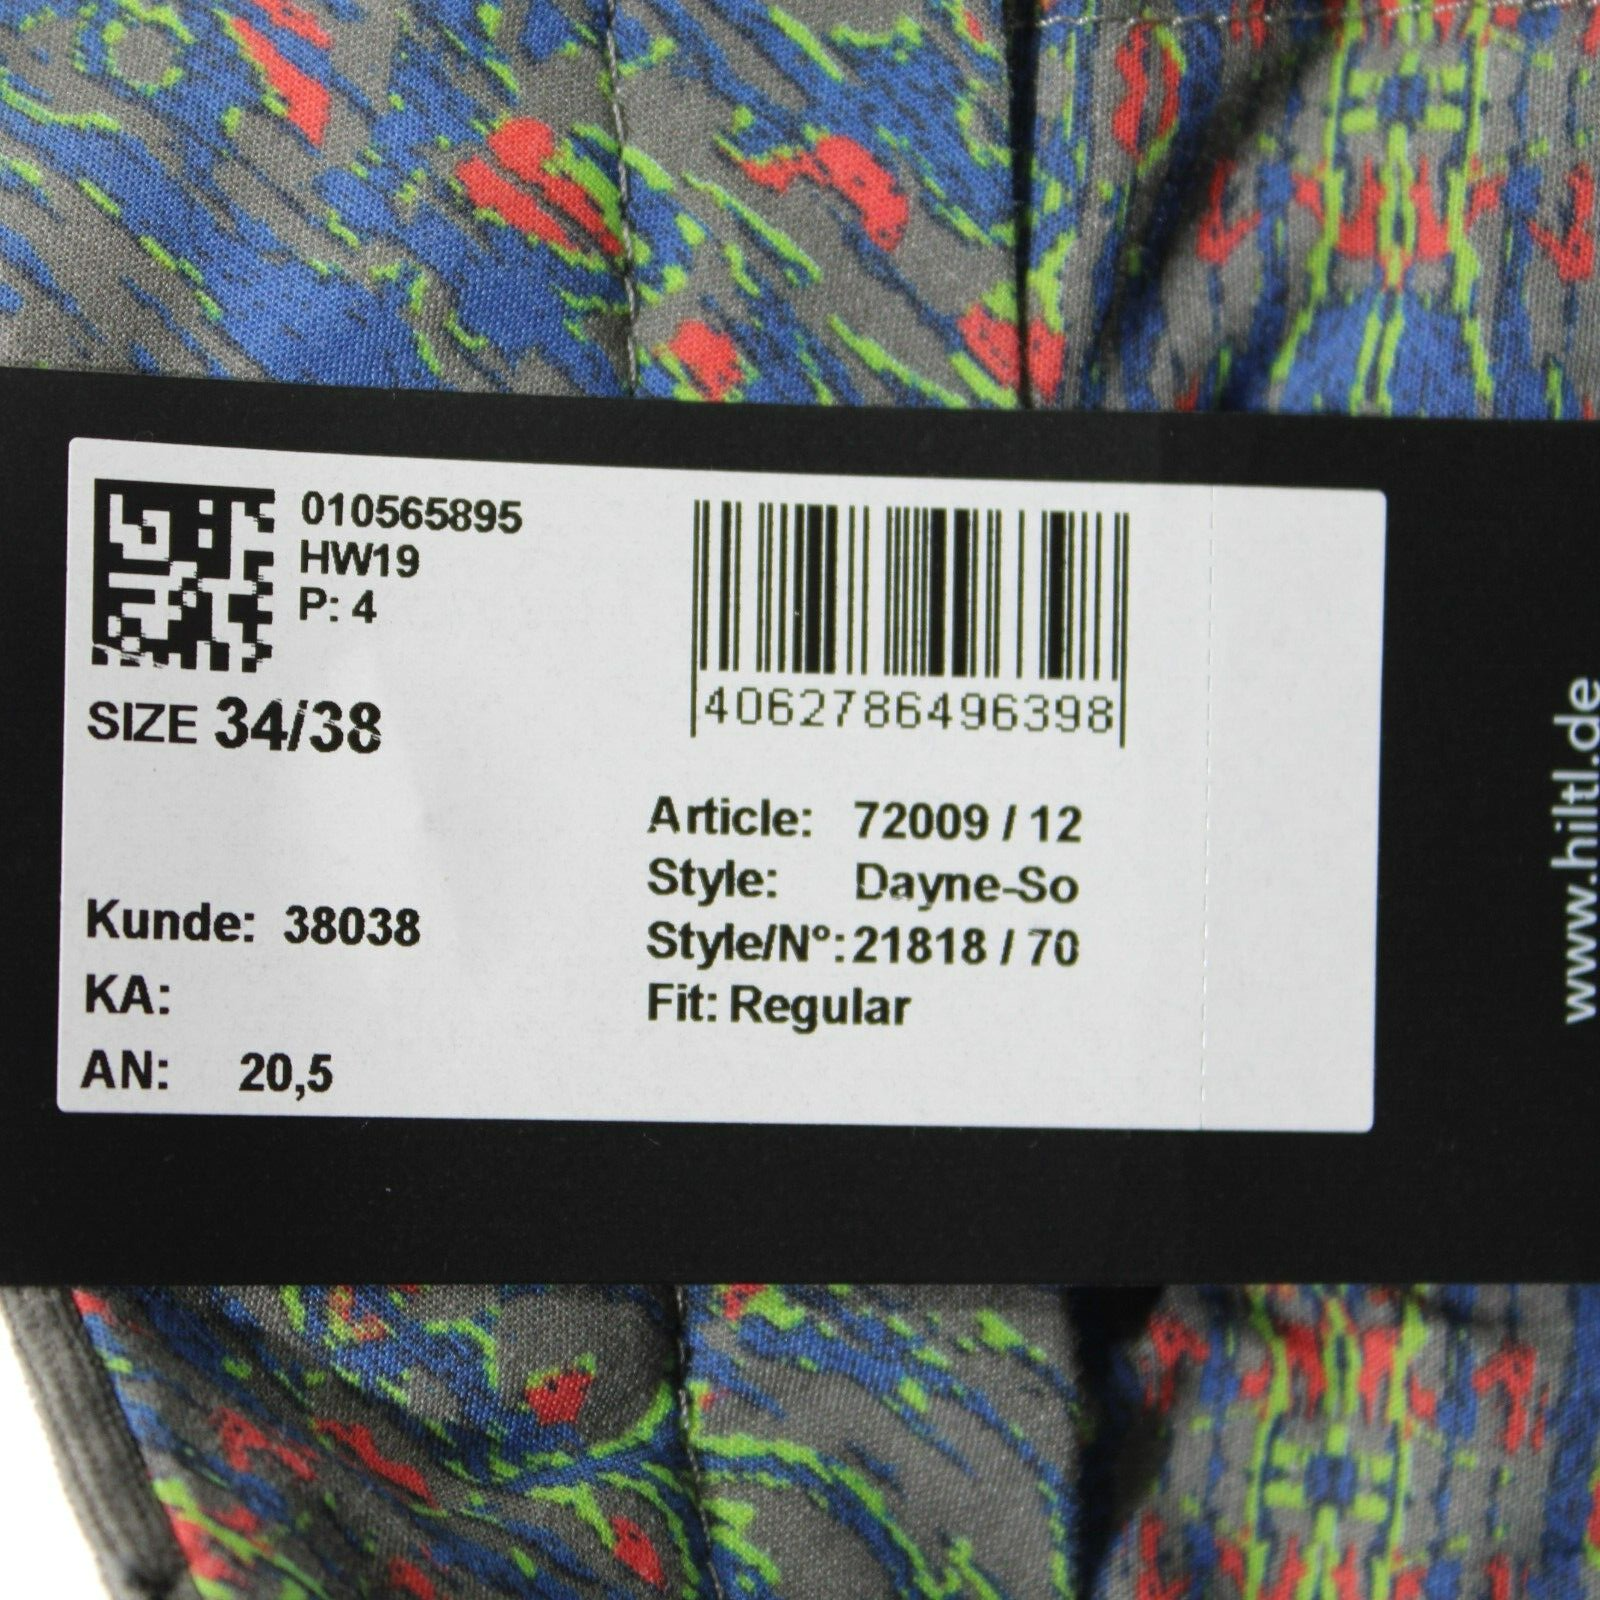 010565895
HW19
P: 4
SIZE 34/38
4062786496398
Article: 72009 / 12
Style: Dayne-So
Style/N°: 21818 / 70
Fit: Regular
Kunde: 38038
KA:
AN: 20,5
www.hiltl.de